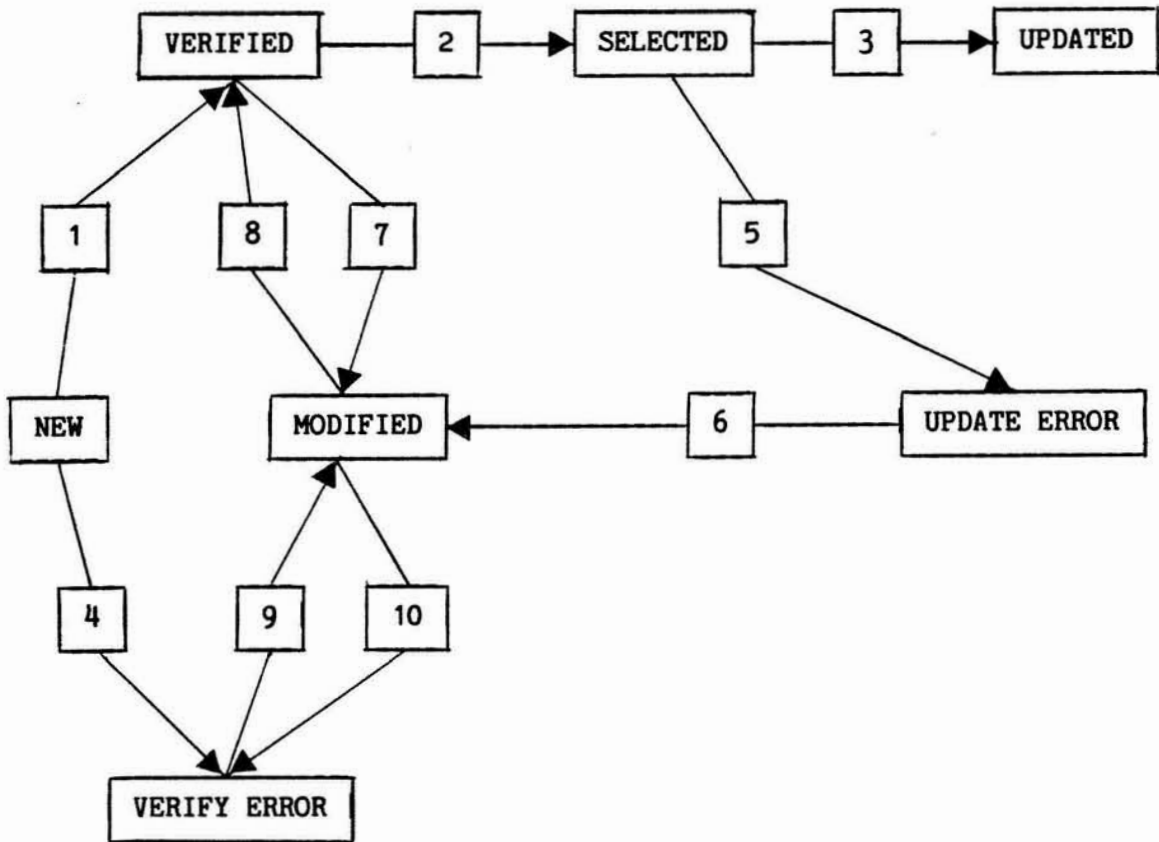 VERIFIED
2
SELECTED
3
UPDATED
1
8
7
5
NEW
MODIFIED
6
UPDATE ERROR
4
9
10
VERIFY ERROR